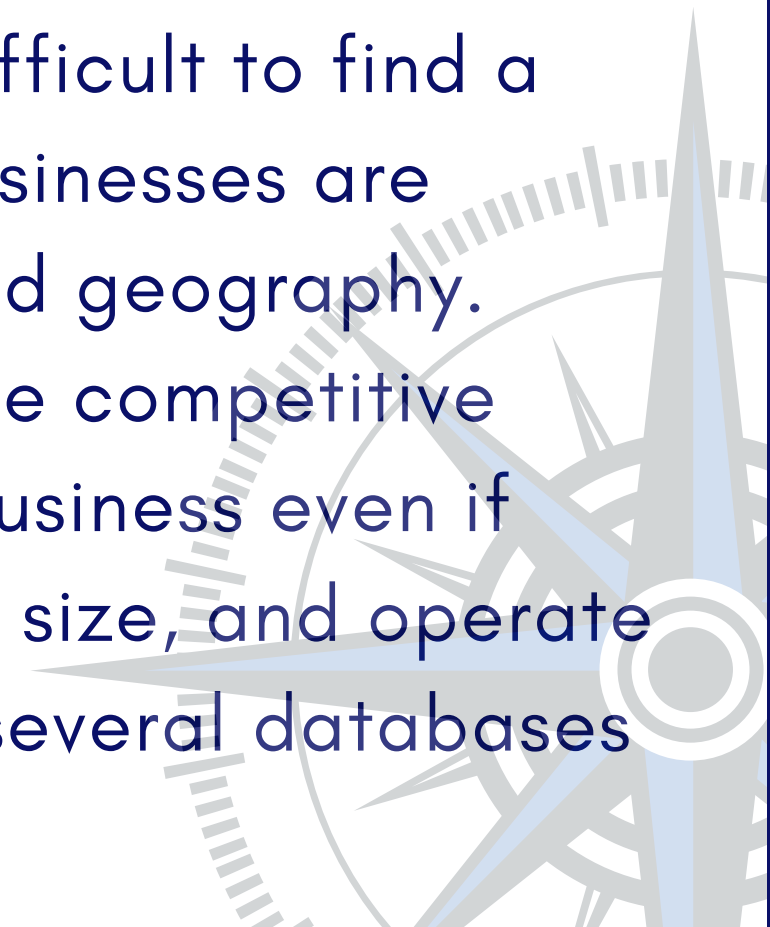 fficult to find a
sinesses are
d geography.
e competitive
usiness even if
size, and operate
several databases